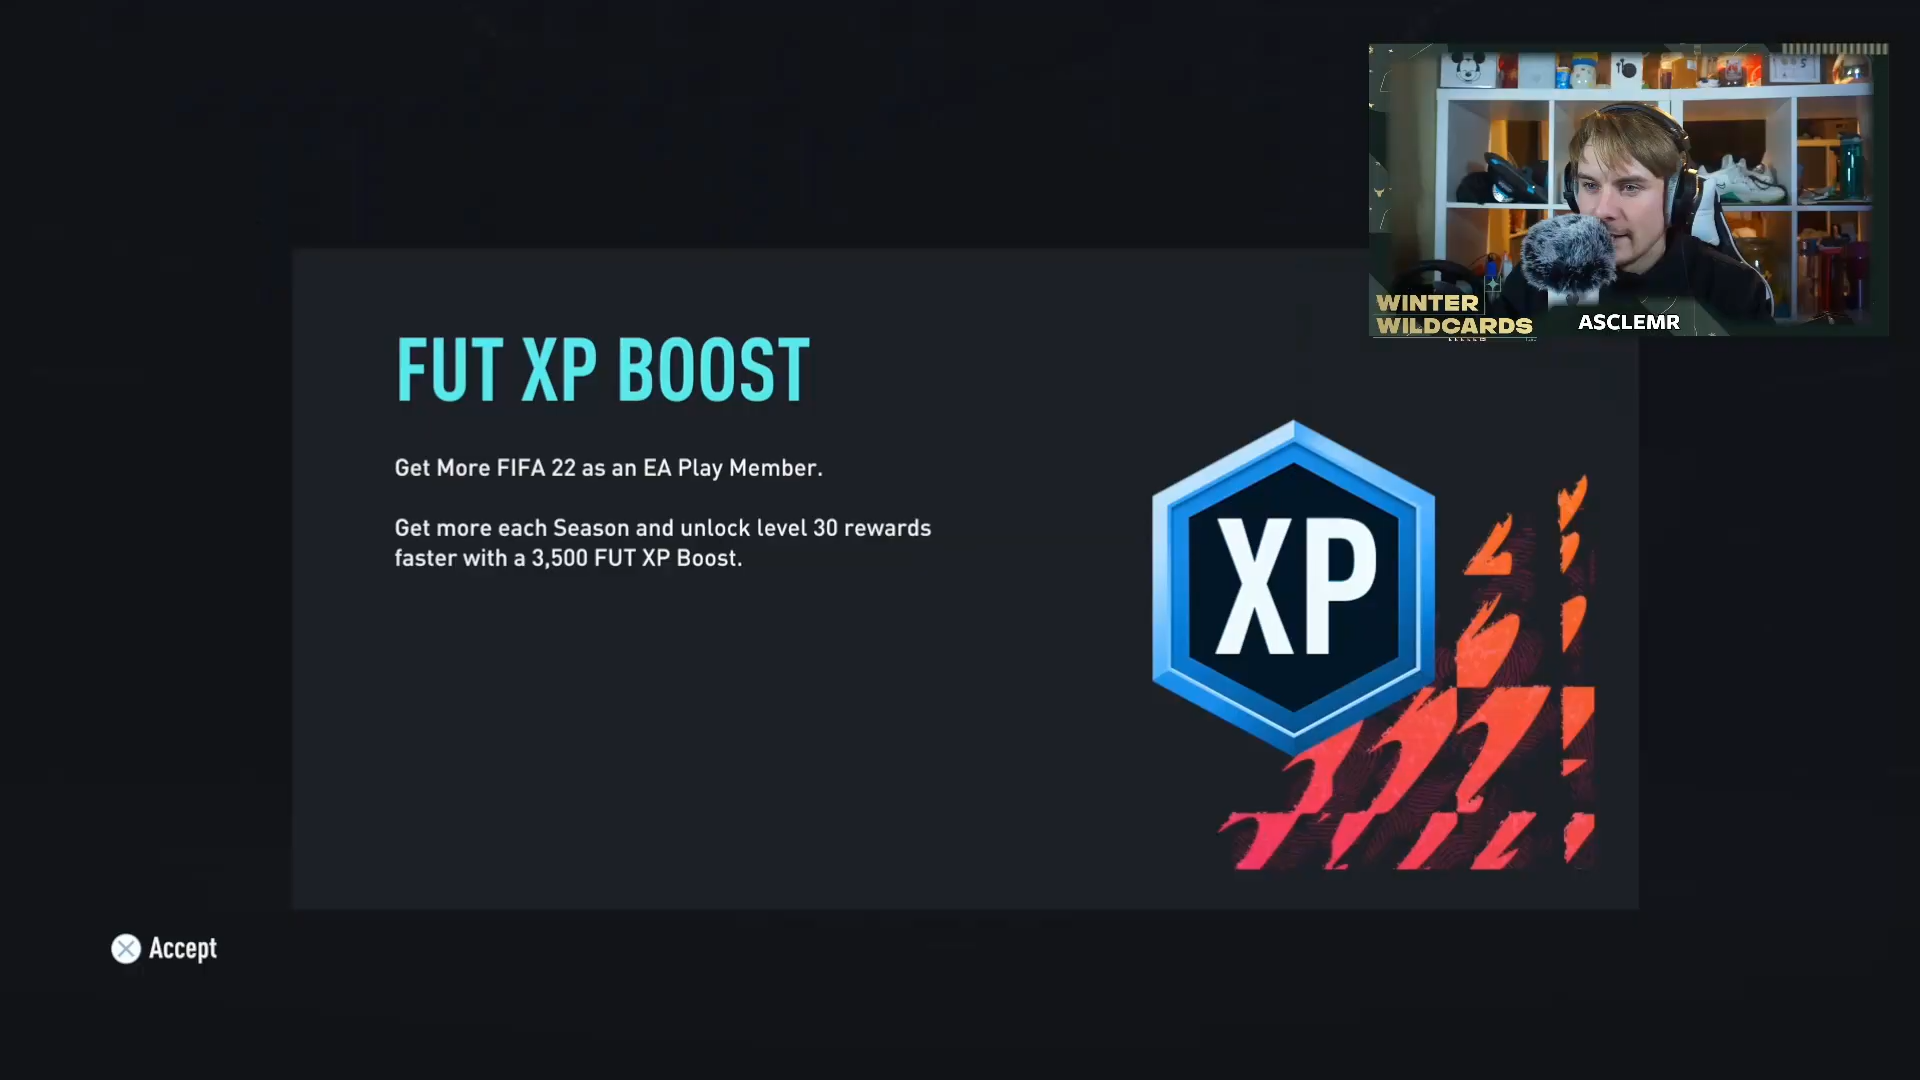 WINTER
WILDCARDS
ASCLEMR
FUT XP BOOST
Get More FIFA 22 as an EA Play Member.
Get more each Season and unlock level 30 rewards
faster with a 3,500 FUT XP Boost.
XP
Accept